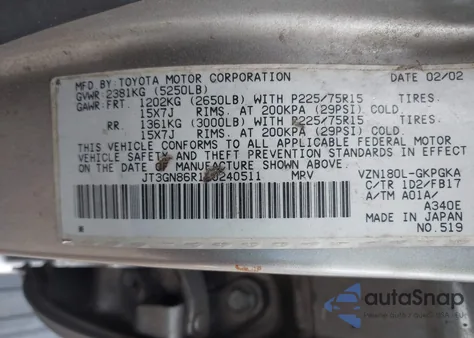 MFD. BY: TOYOTA MOTOR CORPORATION DATE: 02/02
GVWR: 2381KG (5250LB)
GAWR: FRT. 1202KG (2650LB) WITH P225/75R15 TIRES.
15X7J RIMS. AT 200KPA (29PSI) COLD.
RR. 1361KG (3000LB) WITH P225/75R15 TIRES.
15X7J RIMS. AT 200KPA (29PSI) COLD.
THIS VEHICLE CONFORMS TO ALL APPLICABLE FEDERAL MOTOR
VEHICLE SAFETY AND THEFT PREVENTION STANDARDS IN EFFECT
ON THE DATE OF MANUFACTURE SHOWN ABOVE.
MRV VZN180L-GKPGKA
C/TR 1D2/FB17
A/TM A01A/
A340E
MADE IN JAPAN
NO.519
autoSnap